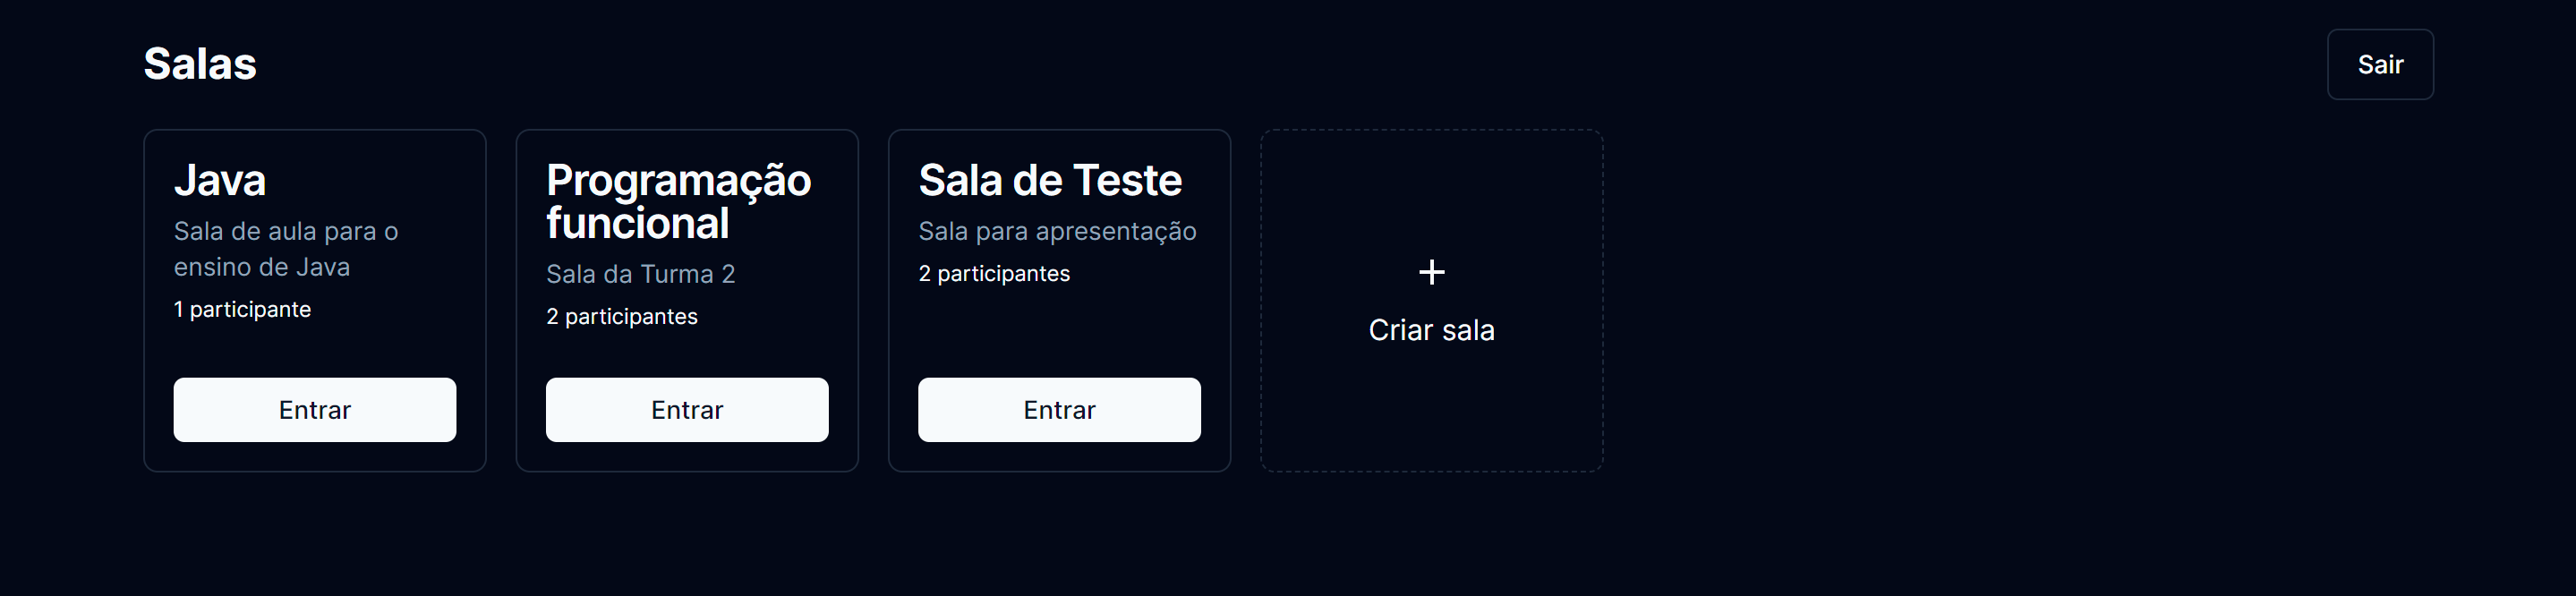 Salas
Sair
Java
Sala de aula para o
ensino de Java
1 participante
Entrar
Programação
funcional
Sala da Turma 2
2 participantes
Entrar
Sala de Teste
Sala para apresentação
2 participantes
Entrar
+
Criar sala